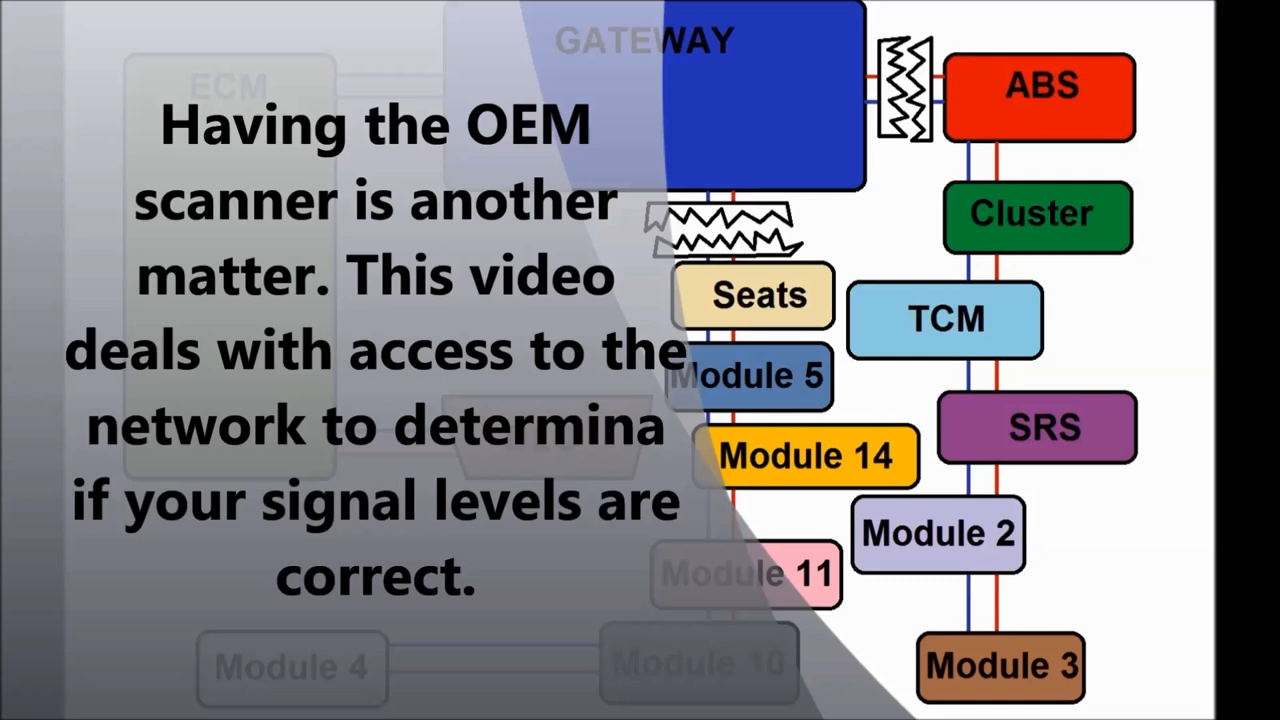 GATEWAY
ECM
ABS
Having the OEM
scanner is another
matter. This video
deals with access to the
network to determina
if your signal levels are
correct.
Cluster
Seats
TCM
Module 5
SRS
Module 14
Module 2
Module 11
Module 4
Module 10
Module 3